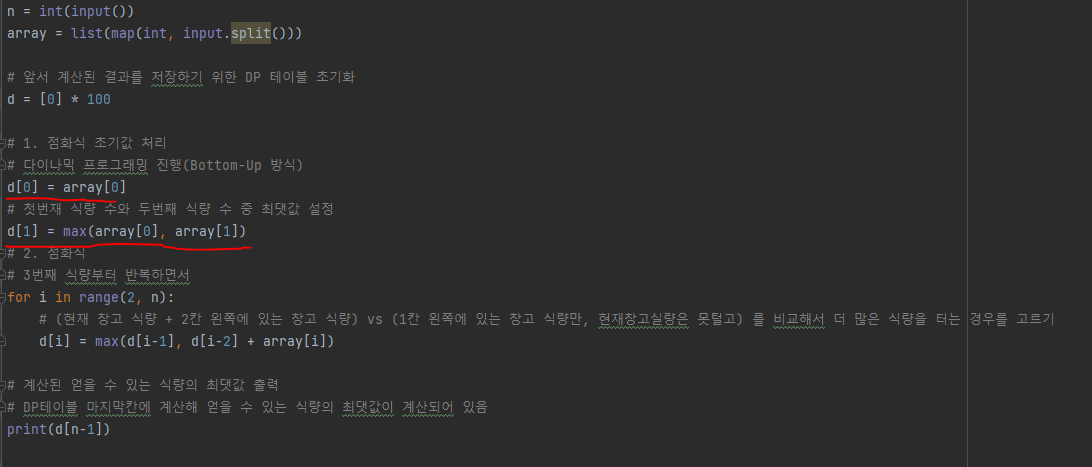 n = int(input())
array = list(map(int, input.split()))
# 앞서 계산된 결과를 저장하기 위한 DP 테이블 초기화
d = [0] * 100
# 1. 점화식 초기값 처리
# 다이나믹 프로그래밍 진행(Bottom-Up 방식)
d[0] = array[0]
# 첫번재 식량 수와 두번째 식량 수 중 최댓값 설정
d[1] = max(array[0], array[1])
# 2. 점화식
# 3번째 식량부터 반복하면서
for i in range(2, n):
# (현재 창고 식량 + 2칸 왼쪽에 있는 창고 식량) vs (1칸 왼쪽에 있는 창고 식량만, 현재창고실량은 못털고) 를 비교해서 더 많은 식량을 터는 경우를 고르기
d[i] = max(d[i-1], d[i-2] + array[i])
# 계산된 얻을 수 있는 식량의 최댓값 출력
# DP테이블 마지막칸에 계산해 얻을 수 있는 식량의 최댓값이 계산되어 있음
print(d[n-1])